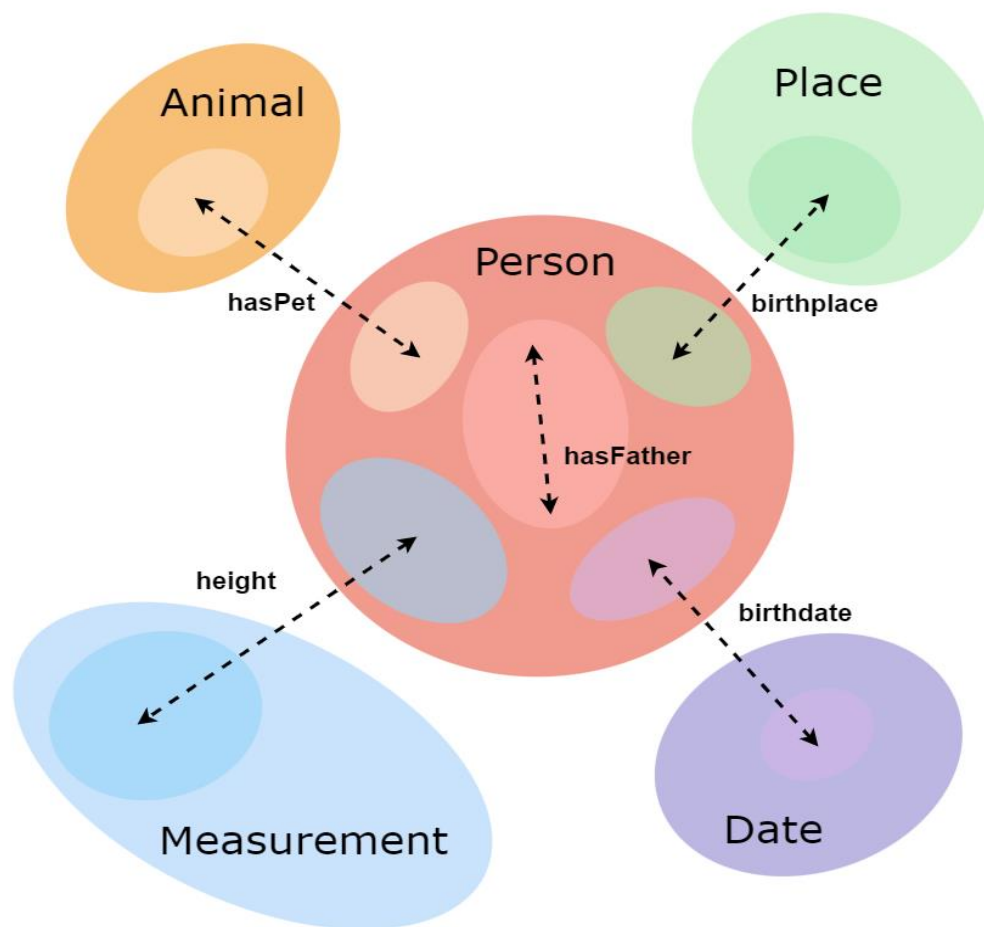 Animal
Place
Person
hasPet
birthplace
hasFather
height
birthdate
Measurement
Date